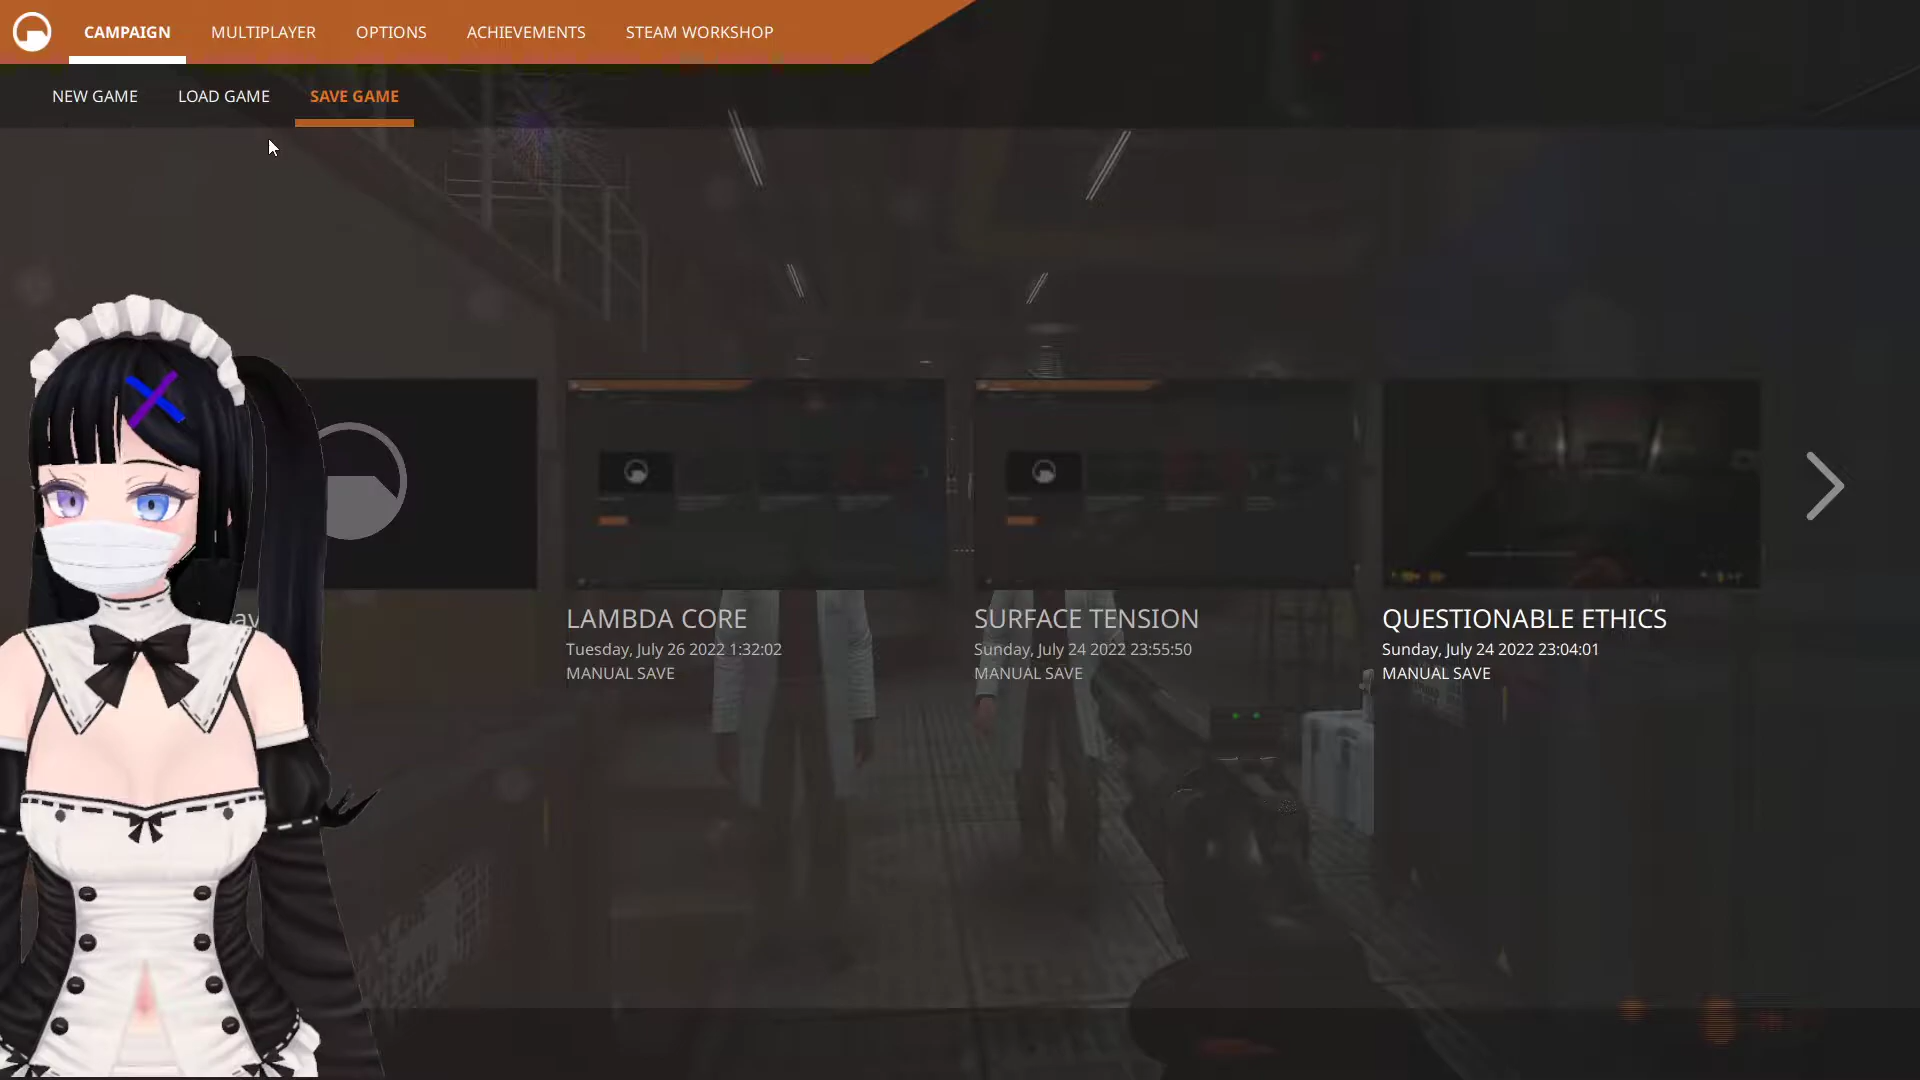 CAMPAIGN MULTIPLAYER OPTIONS ACHIEVEMENTS STEAM WORKSHOP
NEW GAME LOAD GAME SAVE GAME
LAMBDA CORE
Tuesday, July 26 2022 1:32:02
MANUAL SAVE
SURFACE TENSION
Sunday, July 24 2022 23:55:50
MANUAL SAVE
QUESTIONABLE ETHICS
Sunday, July 24 2022 23:04:01
MANUAL SAVE